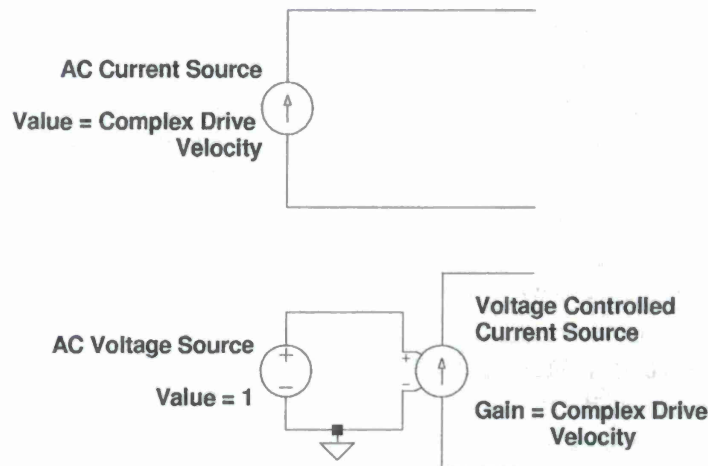 AC Current Source
Value = Complex Drive
Velocity
AC Voltage Source
Value = 1
+
−
+
−
Voltage Controlled
Current Source
Gain = Complex Drive
Velocity